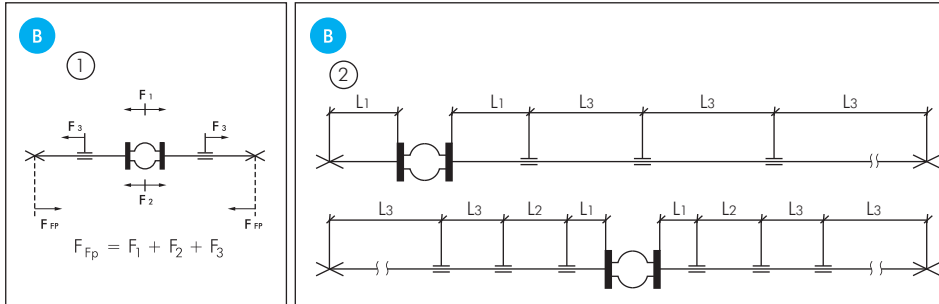 B
1
F1
F3 F3
F2
FFP FFP
FFp = F1 + F2 + F3
B
2
L1 L1 L3 L3 L3
L3 L3 L2 L1 L1 L2 L3 L3